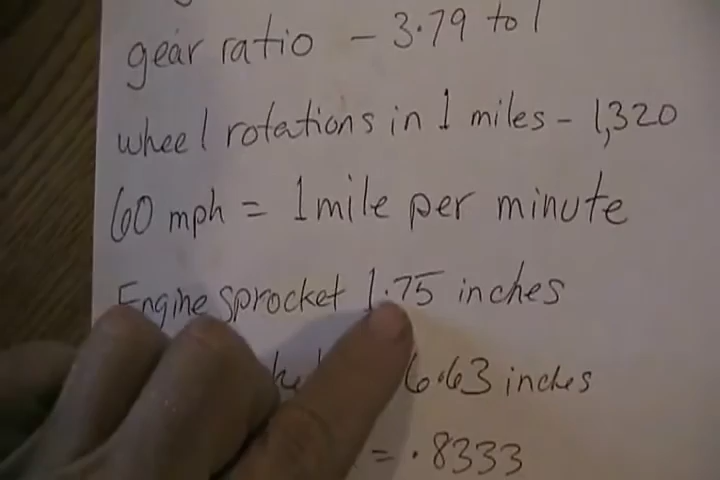 gear ratio - 3.79 to 1
wheel rotations in 1 miles - 1,320
60 mph = 1 mile per minute
Engine sprocket 1.75 inches
6.63 inches
= .8333